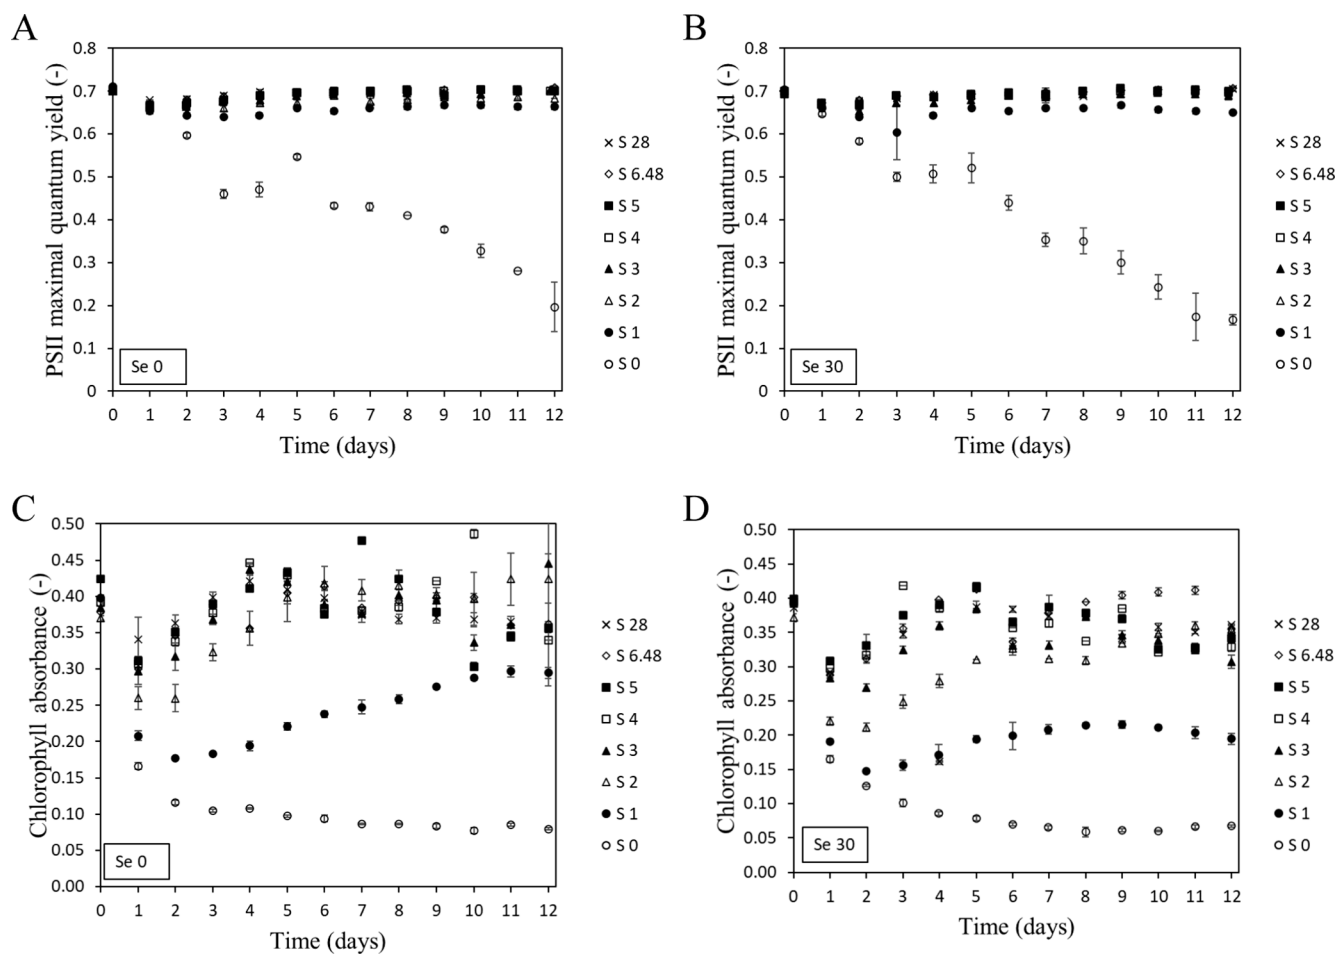 A
PSII maximal quantum yield (-)
0.8
0.7
0.6
0.5
0.4
0.3
0.2
0.1
0
Se 0
0 1 2 3 4 5 6 7 8 9 10 11 12
Time (days)
S 28
S 6.48
S 5
S 4
S 3
S 2
S 1
S 0
B
PSII maximal quantum yield (-)
0.8
0.7
0.6
0.5
0.4
0.3
0.2
0.1
0
Se 30
0 1 2 3 4 5 6 7 8 9 10 11 12
Time (days)
S 28
S 6.48
S 5
S 4
S 3
S 2
S 1
S 0
C
Chlorophyll absorbance (-)
0.50
0.45
0.40
0.35
0.30
0.25
0.20
0.15
0.10
0.05
0.00
Se 0
0 1 2 3 4 5 6 7 8 9 10 11 12
Time (days)
S 28
S 6.48
S 5
S 4
S 3
S 2
S 1
S 0
D
Chlorophyll absorbance (-)
0.50
0.45
0.40
0.35
0.30
0.25
0.20
0.15
0.10
0.05
0.00
Se 30
0 1 2 3 4 5 6 7 8 9 10 11 12
Time (days)
S 28
S 6.48
S 5
S 4
S 3
S 2
S 1
S 0